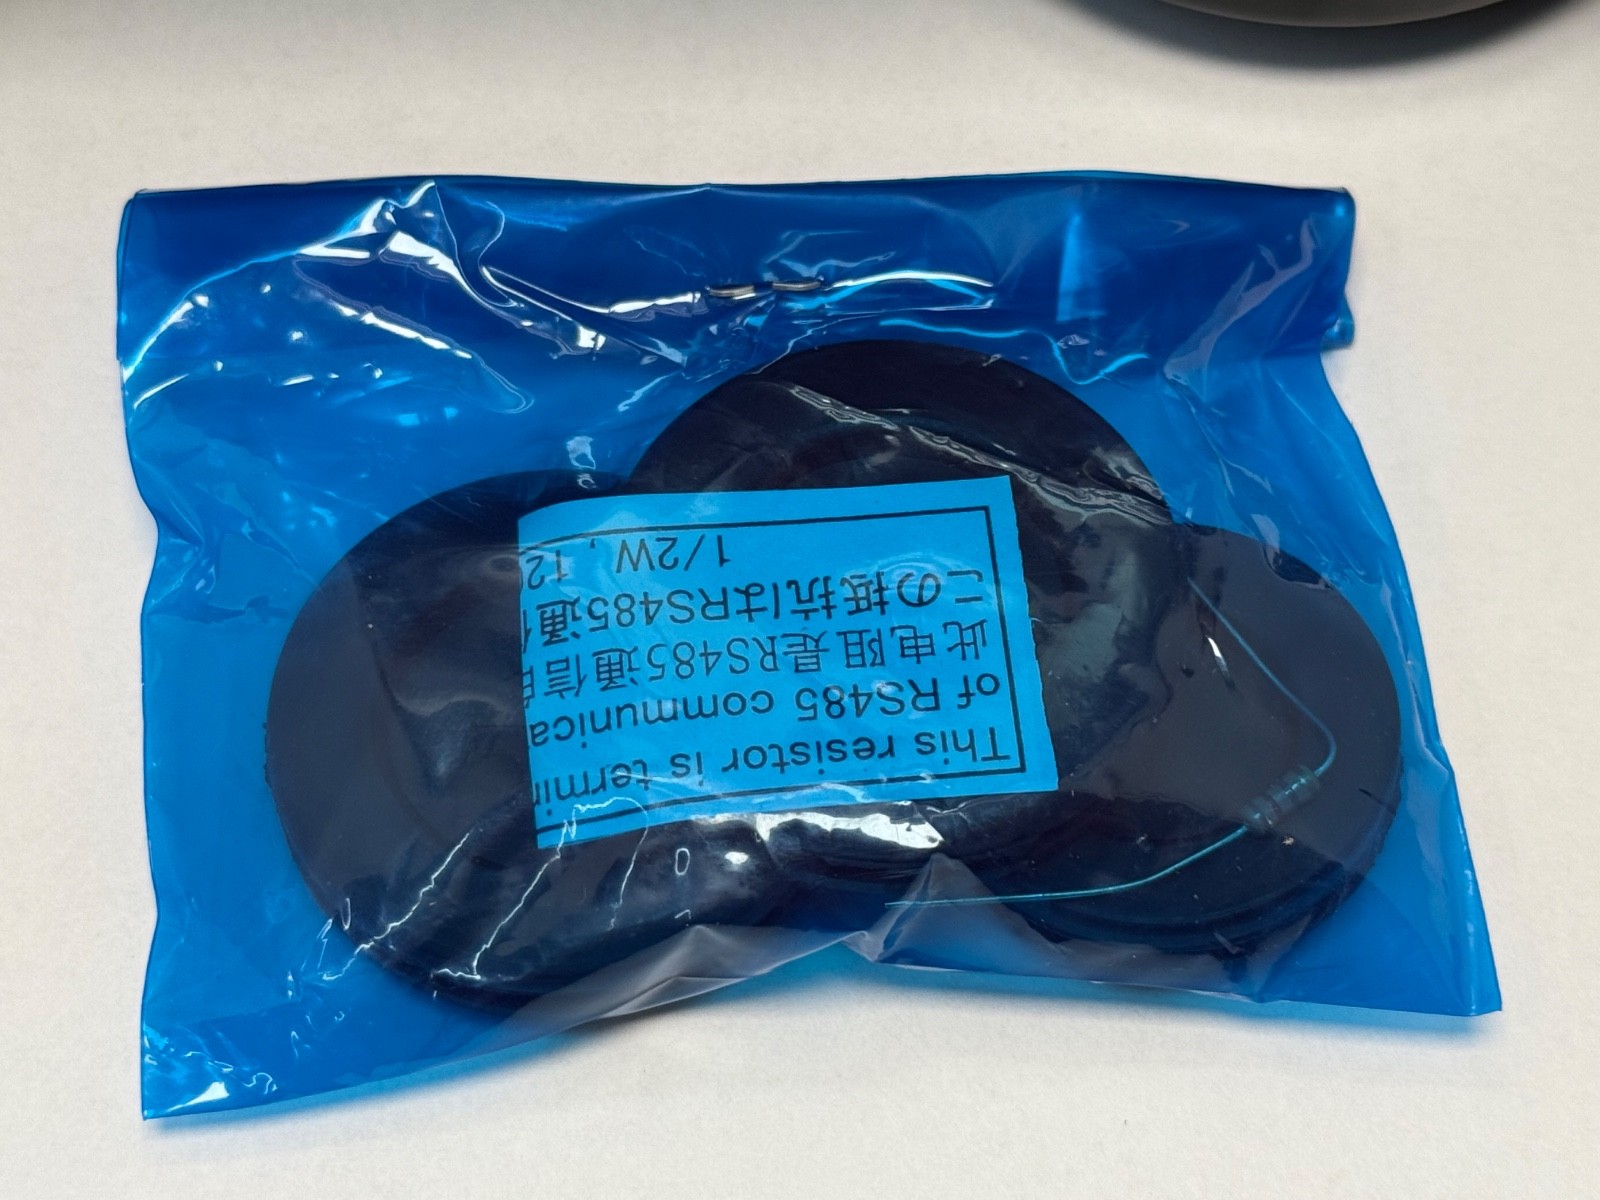 This resistor is termin
of RS485 communica
此电阻是RS485通信
この抵抗はRS485通信
1/2W, 12